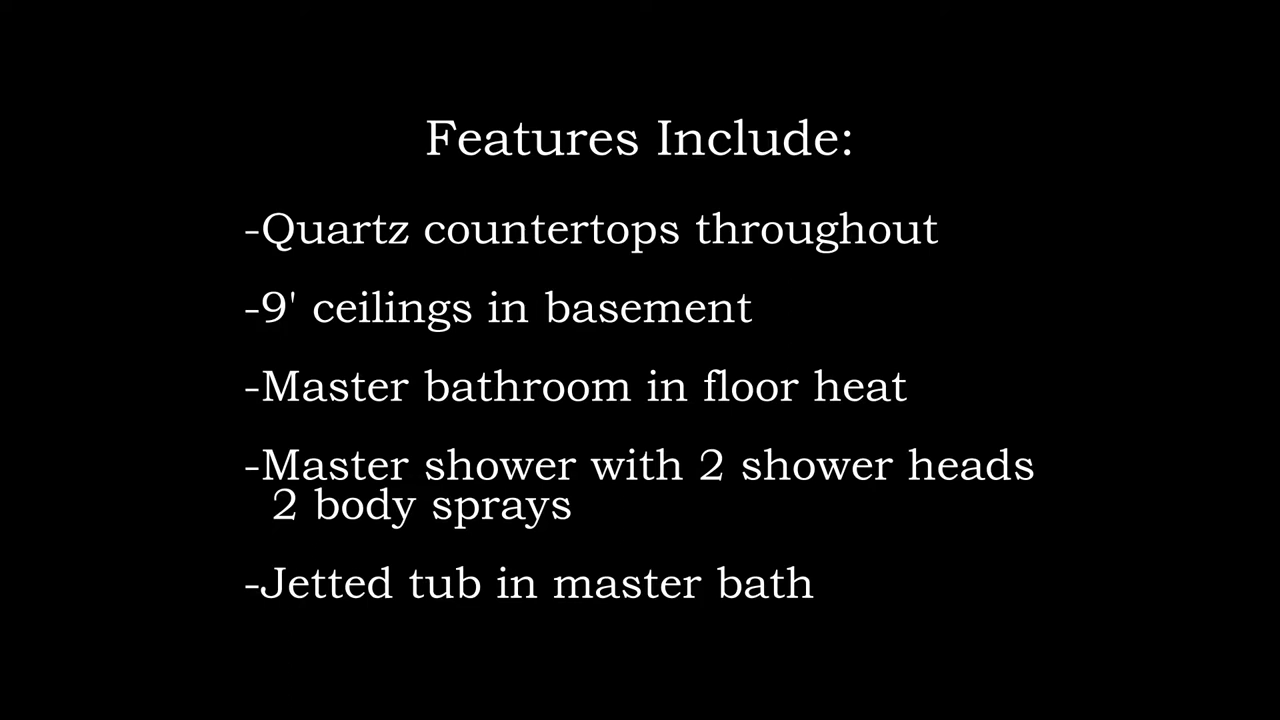 Features Include:
-Quartz countertops throughout
-9' ceilings in basement
-Master bathroom in floor heat
-Master shower with 2 shower heads
2 body sprays
-Jetted tub in master bath